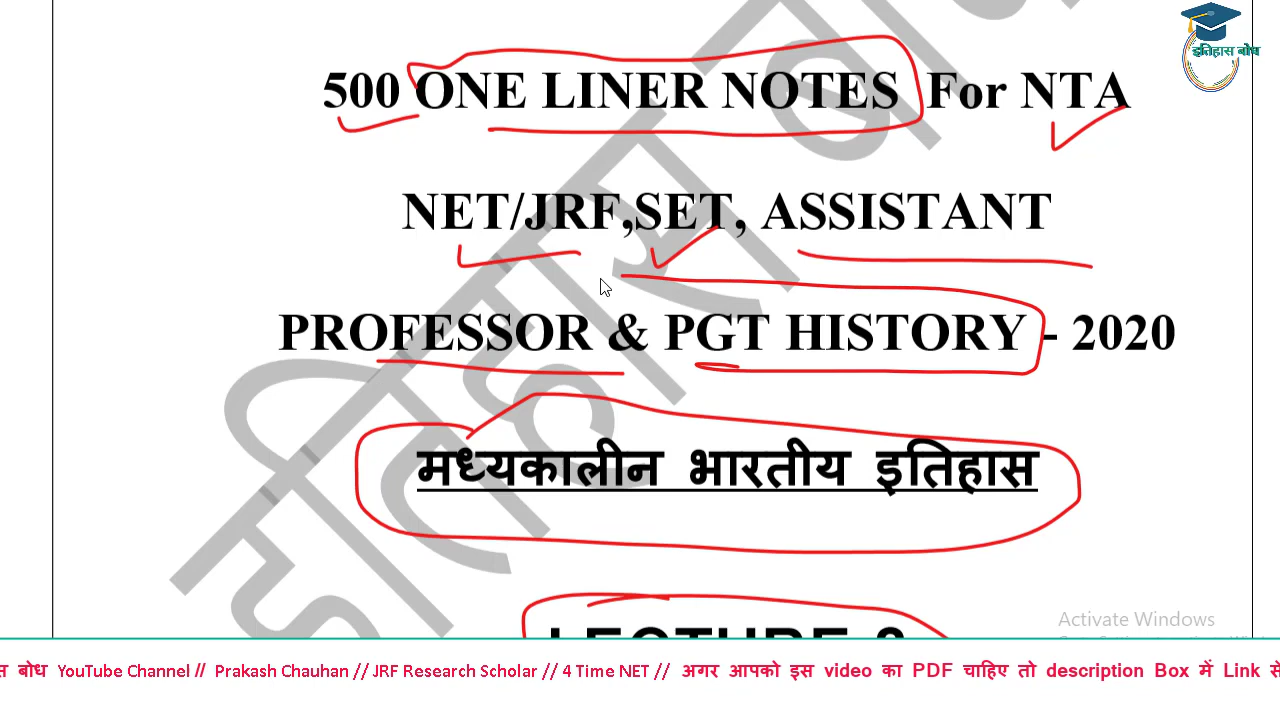 इतिहास बोध
500 ONE LINER NOTES For NTA
NET/JRF,SET, ASSISTANT
PROFESSOR & PGT HISTORY - 2020
मध्यकालीन भारतीय इतिहास
LECTURE
Activate Windows
बोध YouTube Channel // Prakash Chauhan // JRF Research Scholar // 4 Time NET // अगर आपको इस video का PDF चाहिए तो description Box में Link से